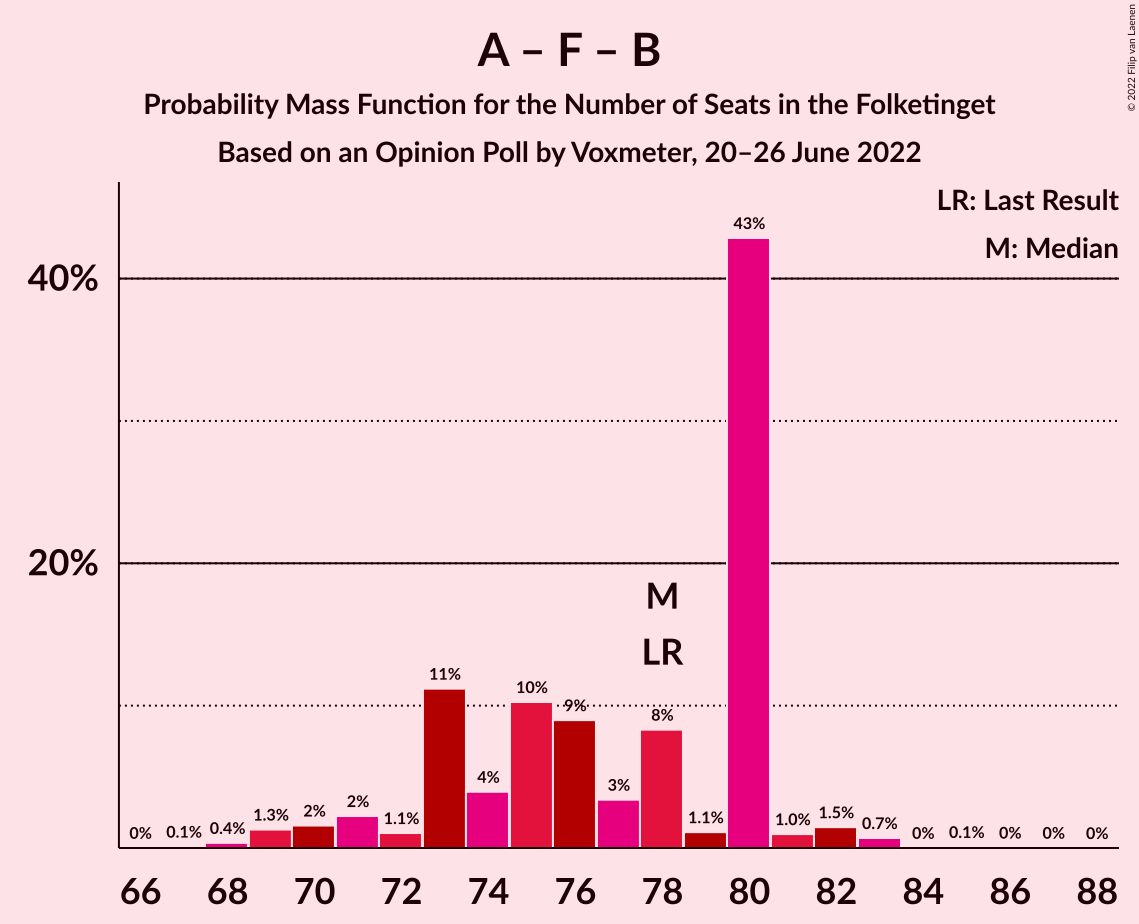 A – F – B
Probability Mass Function for the Number of Seats in the Folketinget
Based on an Opinion Poll by Voxmeter, 20–26 June 2022
© 2022 Filip van Laenen
LR: Last Result
M: Median
43%
40%
20%
M
LR
11%
10%
9%
8%
4%
3%
0% 0.1% 0.4% 1.3% 2% 2% 1.1% 1.1% 1.0% 1.5% 0.7% 0% 0.1% 0% 0% 0%
66 68 70 72 74 76 78 80 82 84 86 88